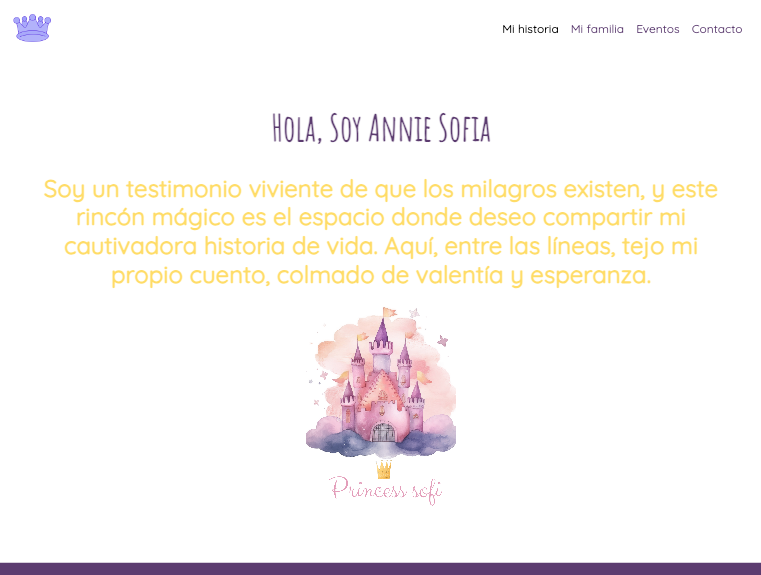 Mi historia Mi familia Eventos Contacto
Hola, Soy Annie Sofia
Soy un testimonio viviente de que los milagros existen, y este
rincón mágico es el espacio donde deseo compartir mi
cautivadora historia de vida. Aquí, entre las líneas, tejo mi
propio cuento, colmado de valentía y esperanza.
Princess sofi